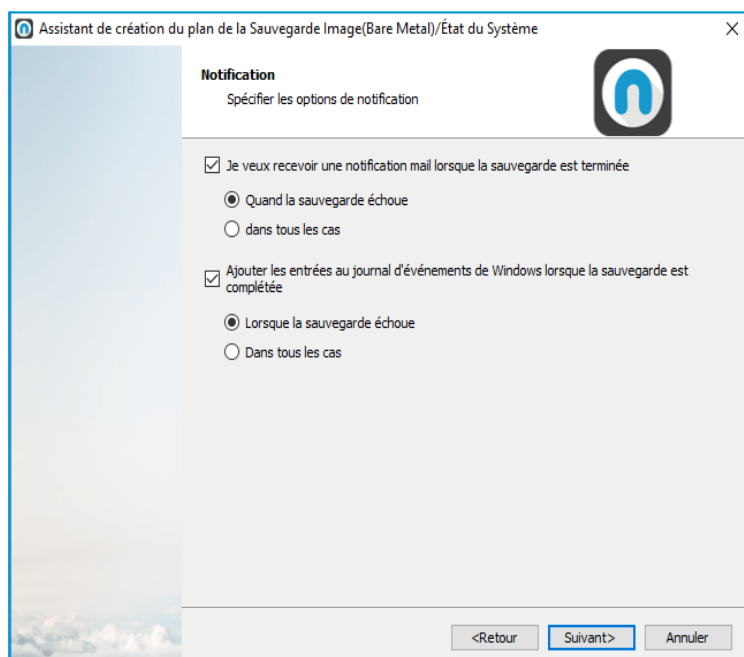 Assistant de création du plan de la Sauvegarde Image(Bare Metal)/État du Système
Notification
Spécifier les options de notification
Je veux recevoir une notification mail lorsque la sauvegarde est terminée
Quand la sauvegarde échoue
dans tous les cas
Ajouter les entrées au journal d'événements de Windows lorsque la sauvegarde est
complétée
Lorsque la sauvegarde échoue
Dans tous les cas
<Retour
Suivant>
Annuler